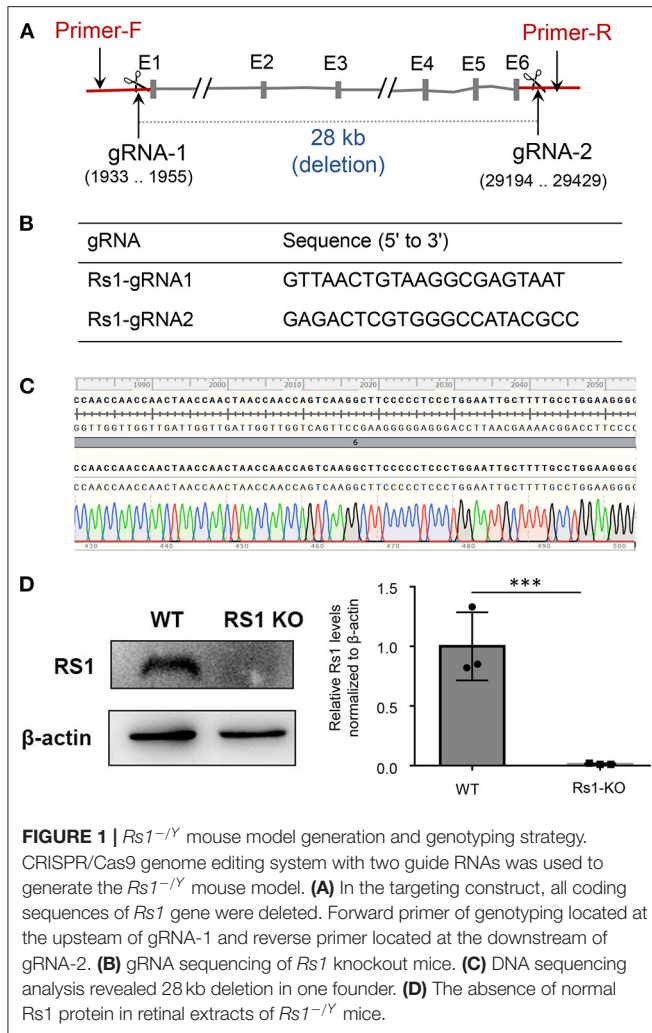 A
Primer-F
Primer-R
E1
E2
E3
E4
E5
E6
28 kb
(deletion)
gRNA-1
(1933 .. 1955)
gRNA-2
(29194 .. 29429)
B
gRNA Sequence (5' to 3')
Rs1-gRNA1 GTTAACTGTAAGGCGAGTAAT
Rs1-gRNA2 GAGACTCGTGGGCCATACGCC
C
1990 2000 2010 2020 2030 2040 2050
CCAACCAACCAACTAACCAACTAACCAACCAGTCAAGGCTTCCCCCTCCCTGGAATTGCTTTTGCCTGGAAGGGG
GGTTGGTTGGTTGATTGGTTGATTGGTTGGTCAGTTCCGAAGGGGGAGGGACCTTAACGAAAACGGACCTTCCCC
6
CCAACCAACCAACTAACCAACTAACCAACCAGTCAAGGCTTCCCCCTCCCTGGAATTGCTTTTGCCTGGAAGGGG
CCAACCAACCAACTAACCAACTAACCAACCAGTCAAGGCTTCCCCCTCCCTGGAATTGCTTTTGCCTGGAAGGGG
430 440 450 460 470 480 490 500
D
WT RS1 KO
RS1
β-actin
Relative Rs1 levels
normalized to β-actin
1.5
1.0
0.5
0.0
***
WT
Rs1-KO
FIGURE 1 | Rs1−/Y mouse model generation and genotyping strategy.
CRISPR/Cas9 genome editing system with two guide RNAs was used to
generate the Rs1−/Y mouse model. (A) In the targeting construct, all coding
sequences of Rs1 gene were deleted. Forward primer of genotyping located at
the upsteam of gRNA-1 and reverse primer located at the downstream of
gRNA-2. (B) gRNA sequencing of Rs1 knockout mice. (C) DNA sequencing
analysis revealed 28 kb deletion in one founder. (D) The absence of normal
Rs1 protein in retinal extracts of Rs1−/Y mice.